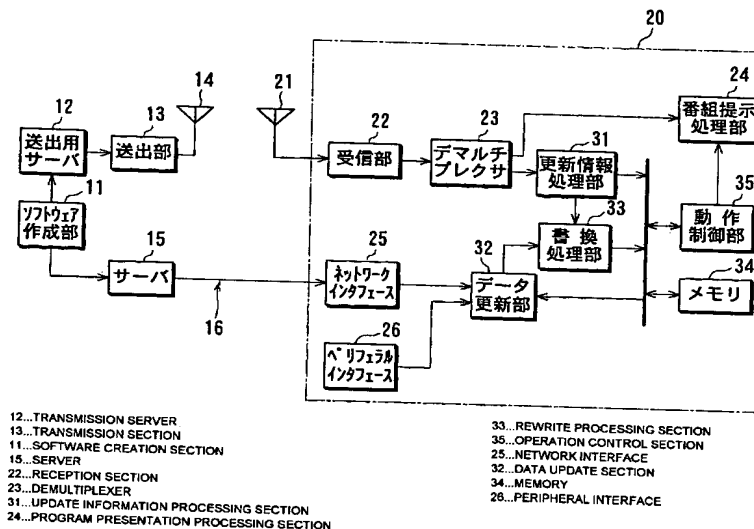 20
14
21
24
12
13
番組提示
処理部
送出用
サーバ
送出部
22
23
31
受信部
デマルチ
プレクサ
更新情報
処理部
11
ソフトウェア
作成部
33
35
書換
処理部
動作
制御部
15
サーバ
25
ネットワーク
インタフェース
32
データ
更新部
34
メモリ
16
26
ペリフェラル
インタフェース
12...TRANSMISSION SERVER
13...TRANSMISSION SECTION
11...SOFTWARE CREATION SECTION
15...SERVER
22...RECEPTION SECTION
23...DEMULTIPLEXER
31...UPDATE INFORMATION PROCESSING SECTION
24...PROGRAM PRESENTATION PROCESSING SECTION
33...REWRITE PROCESSING SECTION
35...OPERATION CONTROL SECTION
25...NETWORK INTERFACE
32...DATA UPDATE SECTION
34...MEMORY
26...PERIPHERAL INTERFACE